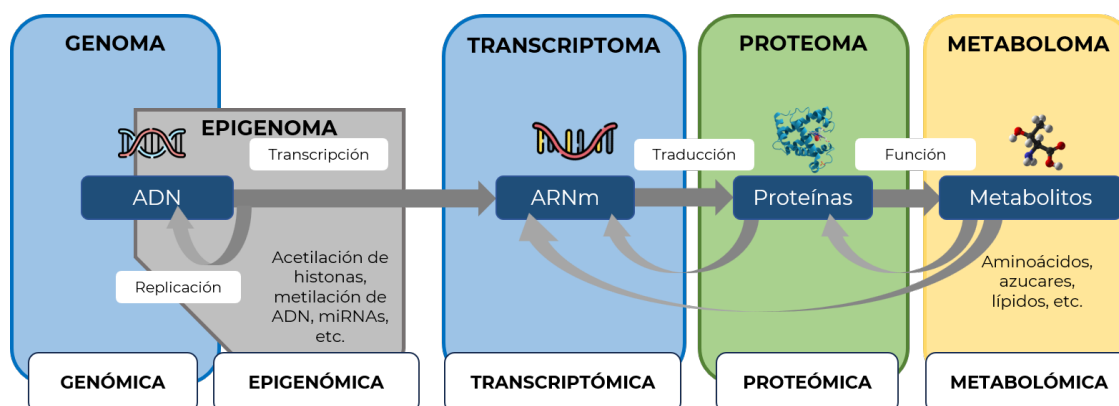 GENOMA
TRANSCRIPTOMA
PROTEOMA
METABOLOMA
EPIGENOMA
Transcripción
Traducción
Función
ADN
ARNm
Proteínas
Metabolitos
Replicación
Acetilación de
histonas,
metilación de
ADN, miRNAs,
etc.
Aminoácidos,
azucares,
lípidos, etc.
GENÓMICA
EPIGENÓMICA
TRANSCRIPTÓMICA
PROTEÓMICA
METABOLÓMICA